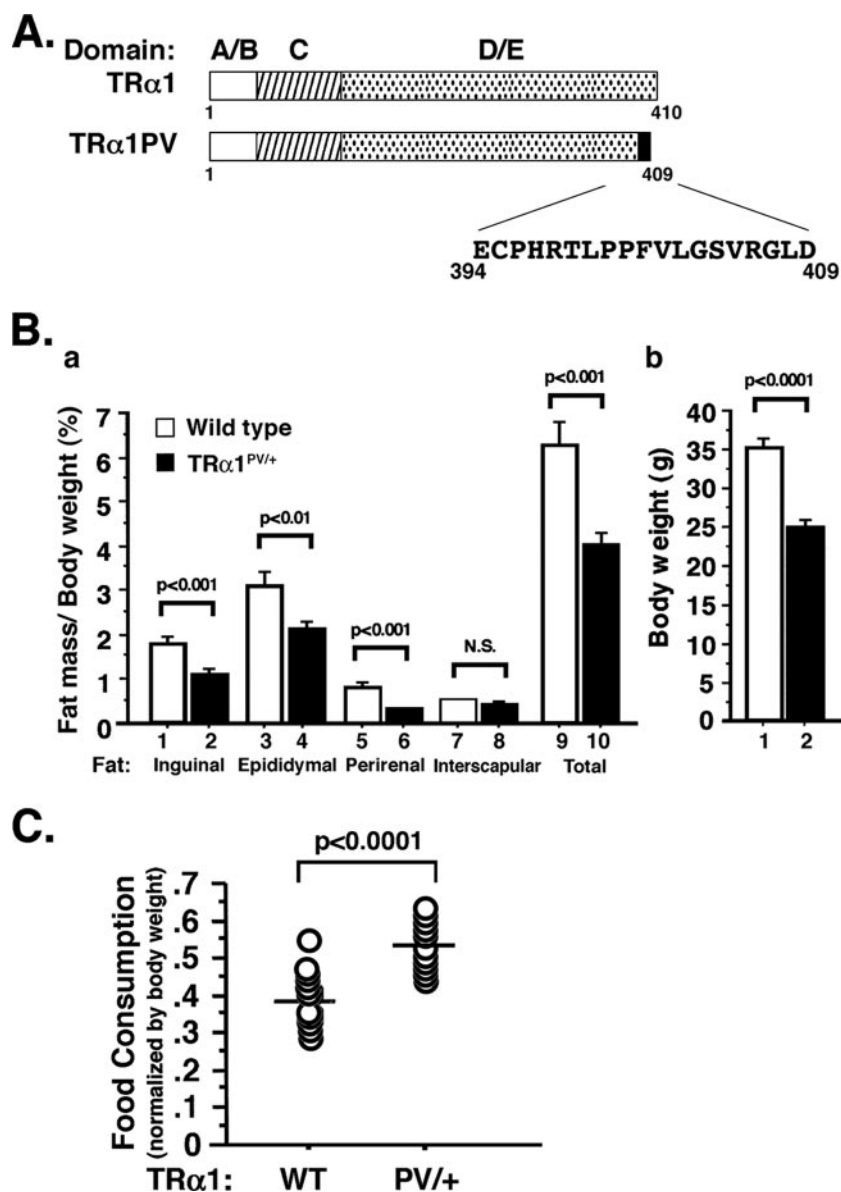 A.
Domain: A/B C D/E
TRα1
1 410
TRα1PV
1 409
ECPHRTLPPFVLGSVRGLD
394 409
B.
a
Fat mass/ Body weight (%)
7
6
5
4
3
2
1
0
Wild type
TRα1PV/+
p<0.001
p<0.01
p<0.001
N.S.
p<0.001
1 2 3 4 5 6 7 8 9 10
Fat: Inguinal Epididymal Perirenal Interscapular Total
b
Body weight (g)
40
35
30
25
20
15
10
5
0
p<0.0001
1 2
C.
p<0.0001
Food Consumption
(normalized by body weight)
.7
.6
.5
.4
.3
.2
.1
0
TRα1: WT PV/+